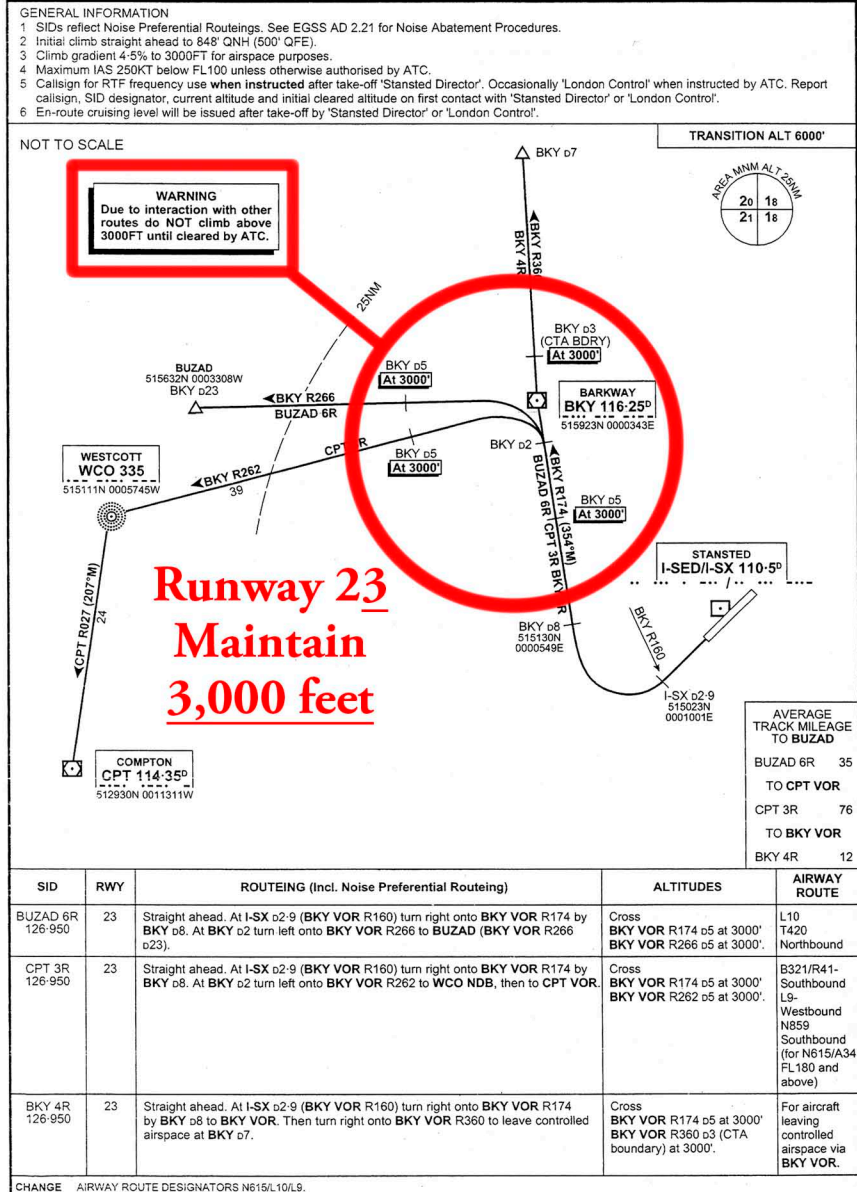 GENERAL INFORMATION
1 SIDs reflect Noise Preferential Routeings. See EGSS AD 2.21 for Noise Abatement Procedures.
2 Initial climb straight ahead to 848' QNH (500' QFE).
3 Climb gradient 4·5% to 3000FT for airspace purposes.
4 Maximum IAS 250KT below FL100 unless otherwise authorised by ATC.
5 Callsign for RTF frequency use when instructed after take-off 'Stansted Director'. Occasionally 'London Control' when instructed by ATC. Report
callsign, SID designator, current altitude and initial cleared altitude on first contact with 'Stansted Director' or 'London Control'.
6 En-route cruising level will be issued after take-off by 'Stansted Director' or 'London Control'.
NOT TO SCALE
TRANSITION ALT 6000'
WARNING
Due to interaction with other
routes do NOT climb above
3000FT until cleared by ATC.
BKY D7
AREA MNM ALT 25NM
20 18
21 18
BKY R360
BKY 4R
25NM
BKY D3
(CTA BDRY)
At 3000'
BUZAD
515632N 0003308W
BKY D23
BKY D5
At 3000'
BKY R266
BUZAD 6R
BARKWAY
BKY 116·25D
515923N 0000343E
WESTCOTT
WCO 335
515111N 0005745W
BKY R262
39
BKY D5
At 3000'
BKY D2
BKY R174 (354°M)
BUZAD 6R CPT 3R
BKY D5
At 3000'
STANSTED
I-SED/I-SX 110·5D
CPT R027 (207°M)
24
Runway 23
Maintain
3,000 feet
BKY D8
515130N
0000549E
BKY R160
I-SX D2·9
515023N
0001001E
COMPTON
CPT 114·35D
512930N 0011311W
AVERAGE
TRACK MILEAGE
TO BUZAD
BUZAD 6R 35
TO CPT VOR
CPT 3R 76
TO BKY VOR
BKY 4R 12
SID RWY ROUTEING (Incl. Noise Preferential Routeing) ALTITUDES AIRWAY
ROUTE
BUZAD 6R
126·950
23
Straight ahead. At I-SX D2·9 (BKY VOR R160) turn right onto BKY VOR R174 by
BKY D8. At BKY D2 turn left onto BKY VOR R266 to BUZAD (BKY VOR R266
D23).
Cross
BKY VOR R174 D5 at 3000'
BKY VOR R266 D5 at 3000'.
L10
T420
Northbound
CPT 3R
126·950
23
Straight ahead. At I-SX D2·9 (BKY VOR R160) turn right onto BKY VOR R174 by
BKY D8. At BKY D2 turn left onto BKY VOR R262 to WCO NDB, then to CPT VOR.
Cross
BKY VOR R174 D5 at 3000'
BKY VOR R262 D5 at 3000'.
B321/R41-
Southbound
L9-
Westbound
N859
Southbound
(for N615/A34
FL180 and
above)
BKY 4R
126·950
23
Straight ahead. At I-SX D2·9 (BKY VOR R160) turn right onto BKY VOR R174
by BKY D8 to BKY VOR. Then turn right onto BKY VOR R360 to leave controlled
airspace at BKY D7.
Cross
BKY VOR R174 D5 at 3000'
BKY VOR R360 D3 (CTA
boundary) at 3000'.
For aircraft
leaving
controlled
airspace via
BKY VOR.
CHANGE AIRWAY ROUTE DESIGNATORS N615/L10/L9.